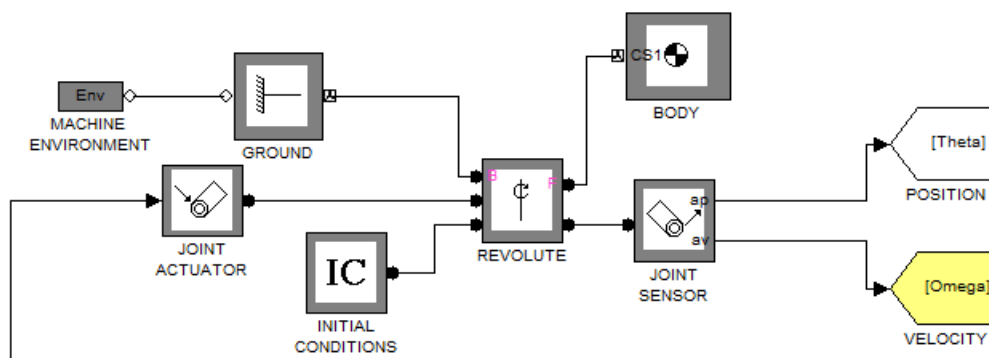 CS1
BODY
Env
MACHINE
ENVIRONMENT
GROUND
[Theta]
POSITION
B
F
REVOLUTE
JOINT
ACTUATOR
ap
av
JOINT
SENSOR
IC
INITIAL
CONDITIONS
[Omega]
VELOCITY